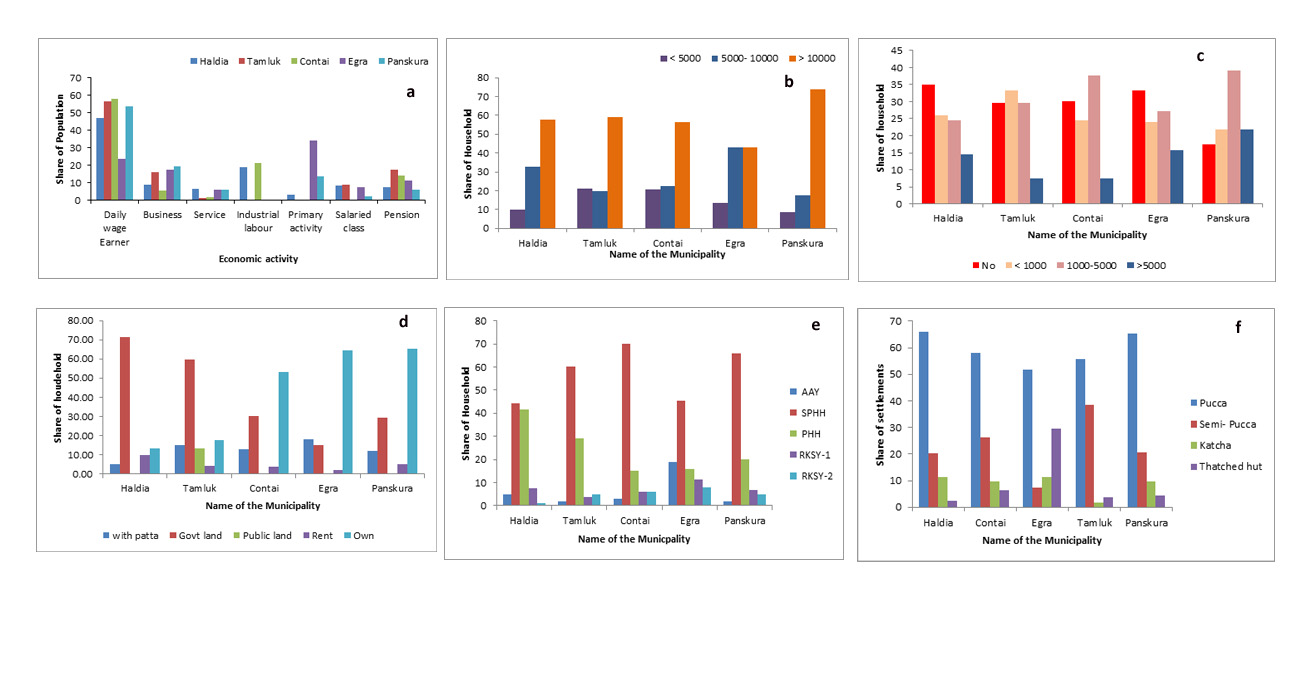 Haldia Tamluk Contai Egra Panskura
a
Share of Population
70
60
50
40
30
20
10
0
Daily wage Earner
Business
Service
Industrial labour
Primary activity
Salaried class
Pension
Economic activity
< 5000 5000- 10000 > 10000
b
Share of Household
80
70
60
50
40
30
20
10
0
Haldia Tamluk Contai Egra Panskura
Name of the Municipality
c
Share of household
45
40
35
30
25
20
15
10
5
0
Haldia Tamluk Contai Egra Panskura
Name of the Municipality
No < 1000 1000-5000 >5000
d
Share of houdehold
80.00
70.00
60.00
50.00
40.00
30.00
20.00
10.00
0.00
Haldia Tamluk Contai Egra Panskura
Name of the Municipality
with patta Govt land Public land Rent Own
e
Share of Household
80
70
60
50
40
30
20
10
0
Haldia Tamluk Contai Egra Panskura
Name of the Municpality
AAY
SPHH
PHH
RKSY-1
RKSY-2
f
Share of settlements
70
60
50
40
30
20
10
0
Haldia Contai Egra Tamluk Panskura
Name of the Municpality
Pucca
Semi- Pucca
Katcha
Thatched hut